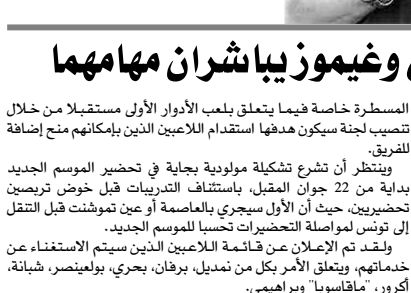 وغيموز يباشران مهامهما
المسطرة خاصة فيما يتعلق بلعب الأدوار الأولى مستقبلا من خلال
تنصيب لجنة سيكون هدفها استقدام اللاعبين الذين بإمكانهم منح إضافة
للفريق.
وينتظر أن تشرع تشكيلة مولودية بجاية في تحضير الموسم الجديد
بداية من 22 جوان المقبل، باستئناف التدريبات قبل خوض تربصين
تحضيريين، حيث أن الأول سيجري بالعاصمة أو عين تموشنت قبل التنقل
إلى تونس لمواصلة التحضيرات تحسبا للموسم الجديد.
ولقد تم الإعلان عن قائمة اللاعبين الذين سيتم الاستغناء عن
خدماتهم، ويتعلق الأمر بكل من نمديل، برفان، بحري، بولعينصر، شبانة،
أكرور، "مافاسويا" وبراهيمي.